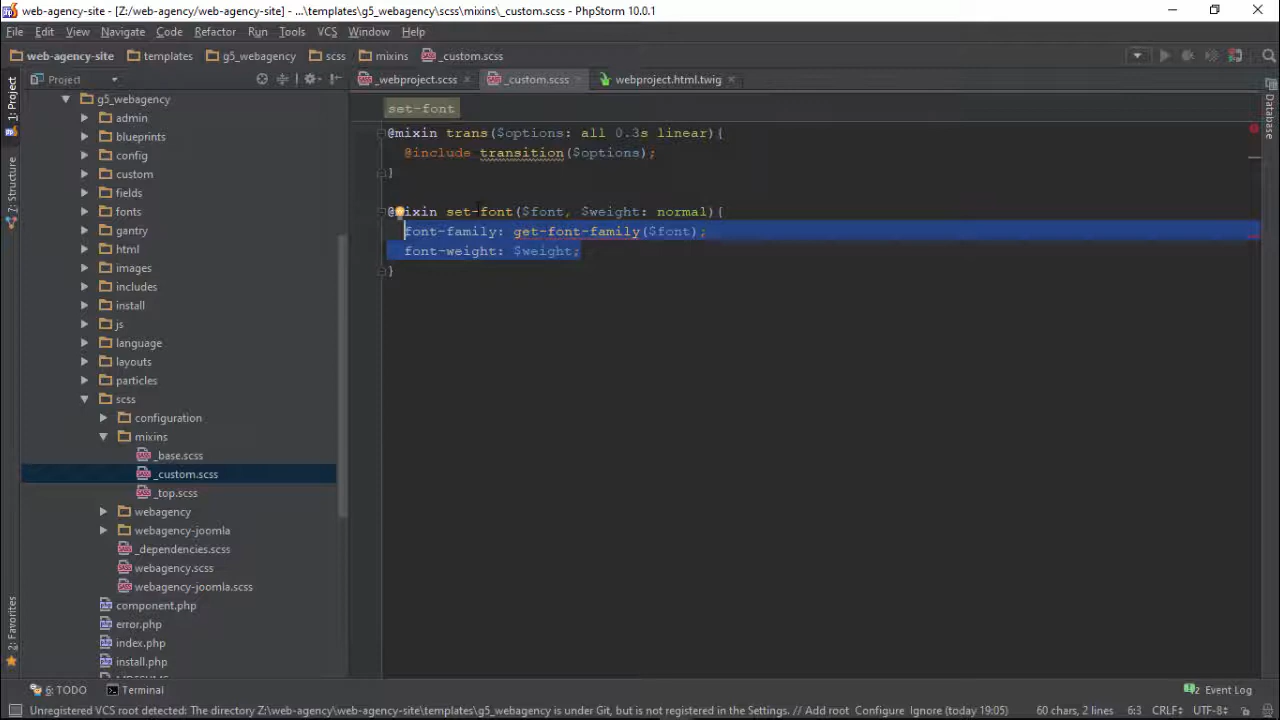 web-agency-site - [Z:/web-agency/web-agency-site] - ...\templates\g5_webagency\scss\mixins\_custom.scss - PhpStorm 10.0.1
File Edit View Navigate Code Refactor Run Tools VCS Window Help
web-agency-site templates g5_webagency scss mixins _custom.scss
Project _webproject.scss _custom.scss webproject.html.twig
1: Project
Z: Structure
2: Favorites
Database
g5_webagency
admin
blueprints
config
custom
fields
fonts
gantry
html
images
includes
install
js
language
layouts
particles
scss
configuration
mixins
_base.scss
_custom.scss
_top.scss
webagency
webagency-joomla
_dependencies.scss
webagency.scss
webagency-joomla.scss
component.php
error.php
index.php
install.php
set-font
@mixin trans($options: all 0.3s linear){
@include transition($options);
}
@mixin set-font($font, $weight: normal){
font-family: get-font-family($font);
font-weight: $weight;
}
6: TODO Terminal 2 Event Log
Unregistered VCS root detected: The directory Z:\web-agency\web-agency-site\templates\g5_webagency is under Git, but is not registered in the Settings. // Add root Configure Ignore (today 19:05) 60 chars, 2 lines 6:3 CRLF UTF-8